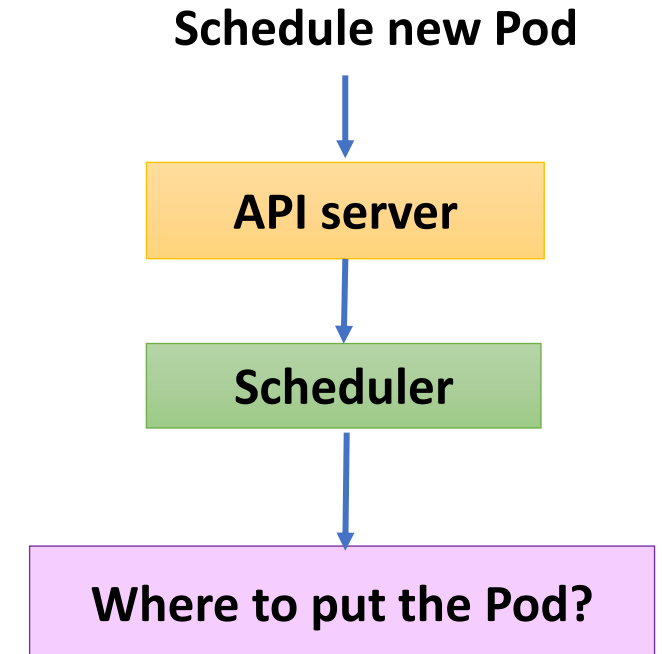 Schedule new Pod
API server
Scheduler
Where to put the Pod?